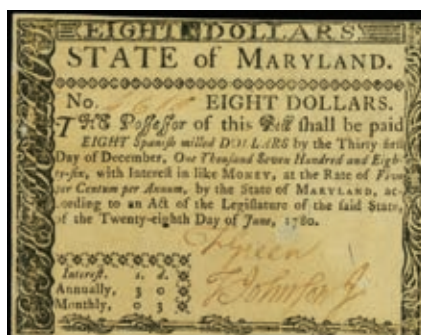 EIGHT DOLLARS
STATE of MARYLAND.
No. EIGHT DOLLARS.
THE Possessor of this Bill shall be paid
EIGHT Spanish milled DOLLARS by the Thirty first
Day of December, One Thousand Seven Hundred and Eigh-
ty-six, with Interest in like MONEY, at the Rate of Five
per Centum per Annum, by the State of MARYLAND, ac-
cording to an Act of the Legislature of the said State,
of the Twenty-eighth Day of June, 1780.
Green
T Johnson Jr
Interest. s. d.
Annually, 3 0
Monthly, 0 3